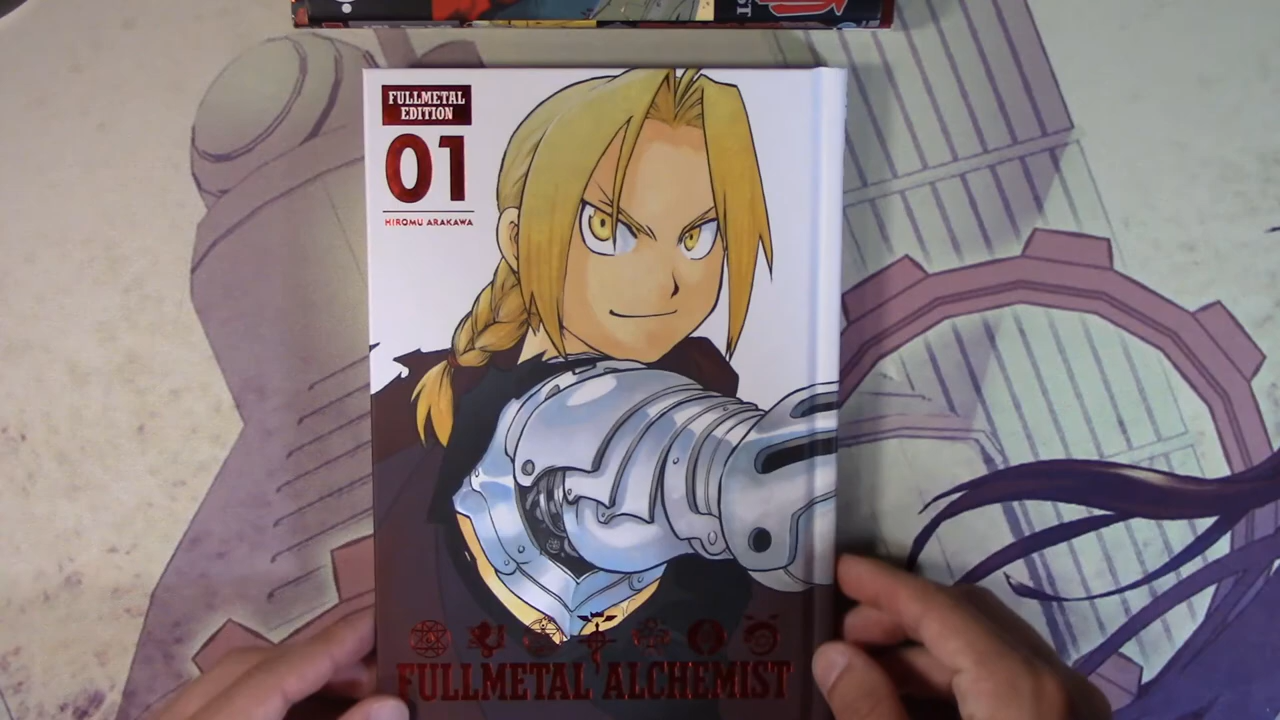 FULLMETAL
EDITION
01
HIROMU ARAKAWA
FULLMETAL ALCHEMIST